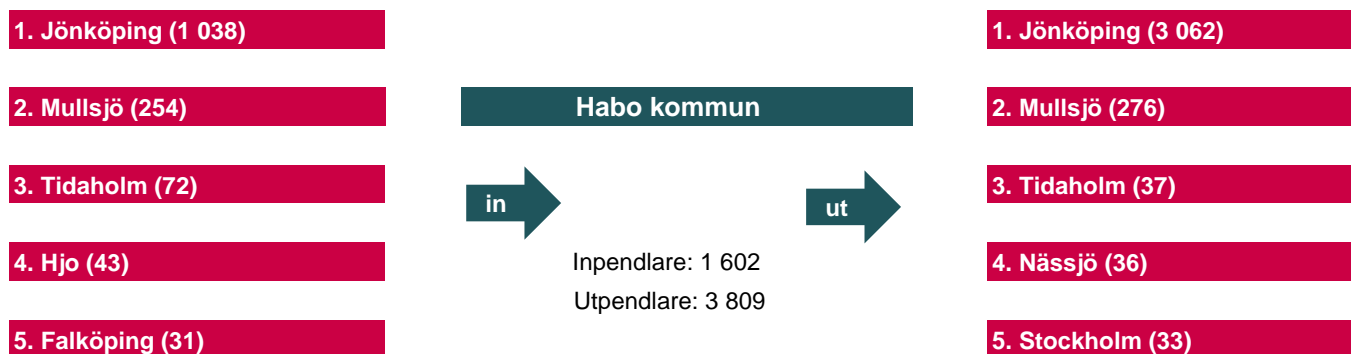 1. Jönköping (1 038)
2. Mullsjö (254)
3. Tidaholm (72)
4. Hjo (43)
5. Falköping (31)
Habo kommun
in
ut
Inpendlare: 1 602
Utpendlare: 3 809
1. Jönköping (3 062)
2. Mullsjö (276)
3. Tidaholm (37)
4. Nässjö (36)
5. Stockholm (33)